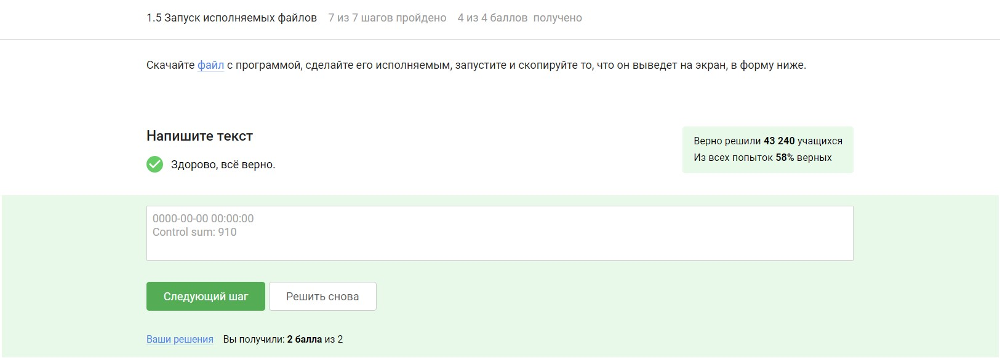 1.5 Запуск исполняемых файлов 7 из 7 шагов пройдено 4 из 4 баллов получено
Скачайте файл с программой, сделайте его исполняемым, запустите и скопируйте то, что он выведет на экран, в форму ниже.
Напишите текст
Здорово, всё верно.
Верно решили 43 240 учащихся
Из всех попыток 58% верных
0000-00-00 00:00:00
Control sum: 910
Следующий шаг Решить снова
Ваши решения Вы получили: 2 балла из 2